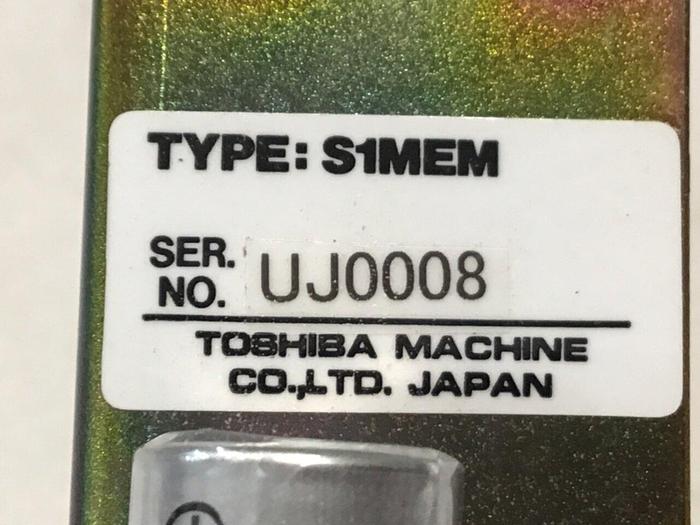 TYPE: S1MEM
SER. NO. UJ0008
TOSHIBA MACHINE
CO.,LTD. JAPAN